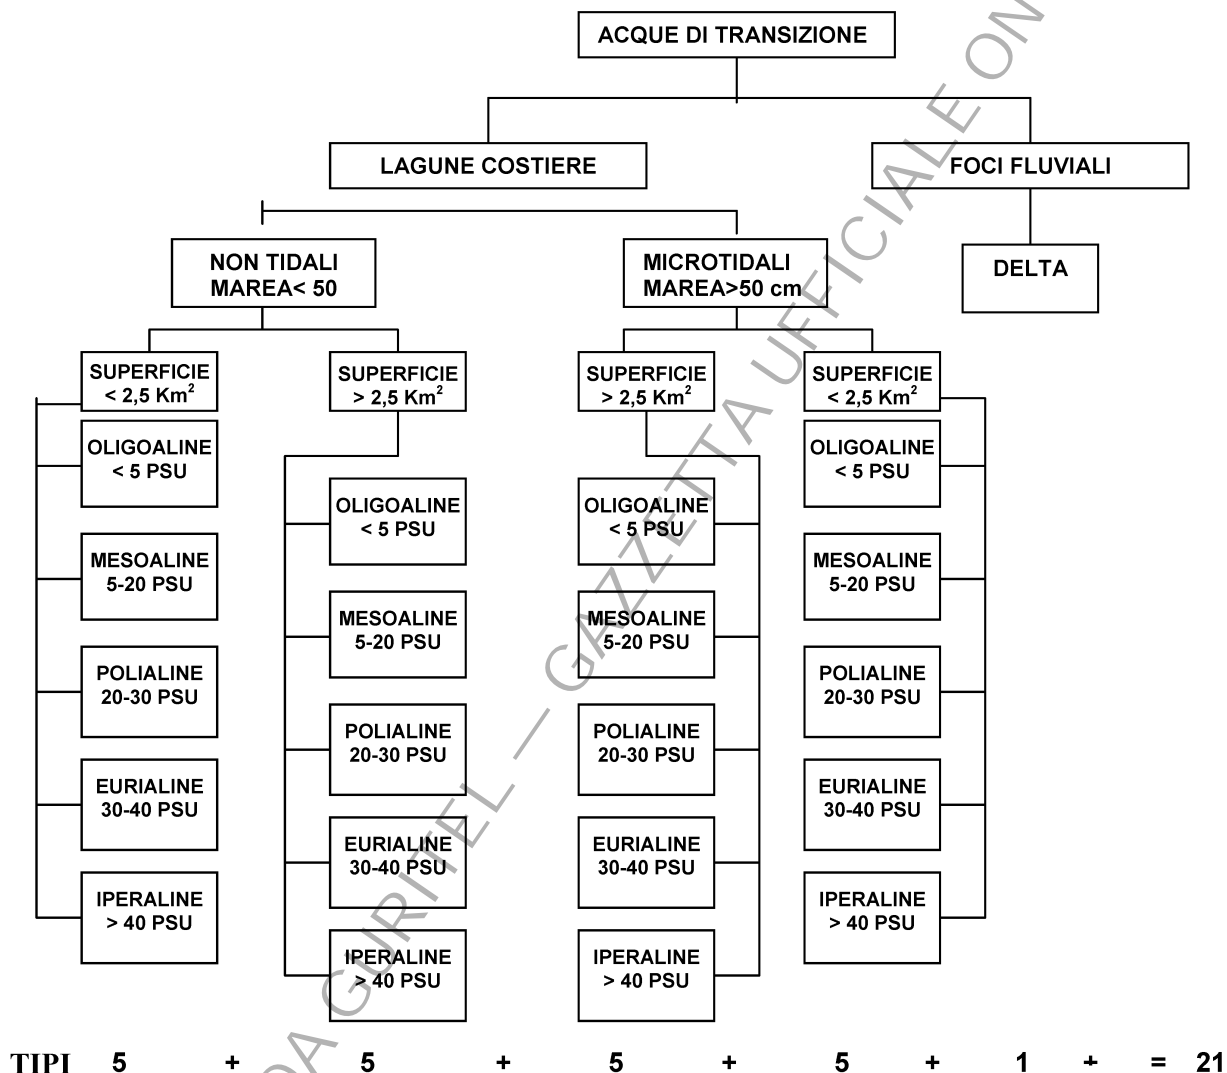 ACQUE DI TRANSIZIONE
LAGUNE COSTIERE
FOCI FLUVIALI
NON TIDALI
MAREA< 50
MICROTIDALI
MAREA>50 cm
DELTA
SUPERFICIE
< 2,5 Km²
OLIGOALINE
< 5 PSU
MESOALINE
5-20 PSU
POLIALINE
20-30 PSU
EURIALINE
30-40 PSU
IPERALINE
> 40 PSU
SUPERFICIE
> 2,5 Km²
OLIGOALINE
< 5 PSU
MESOALINE
5-20 PSU
POLIALINE
20-30 PSU
EURIALINE
30-40 PSU
IPERALINE
> 40 PSU
SUPERFICIE
> 2,5 Km²
OLIGOALINE
< 5 PSU
MESOALINE
5-20 PSU
POLIALINE
20-30 PSU
EURIALINE
30-40 PSU
IPERALINE
> 40 PSU
SUPERFICIE
< 2,5 Km²
OLIGOALINE
< 5 PSU
MESOALINE
5-20 PSU
POLIALINE
20-30 PSU
EURIALINE
30-40 PSU
IPERALINE
> 40 PSU
TIPI 5 + 5 + 5 + 5 + 1 + = 21
DA GURITEL — GAZZETTA UFFICIALE ON